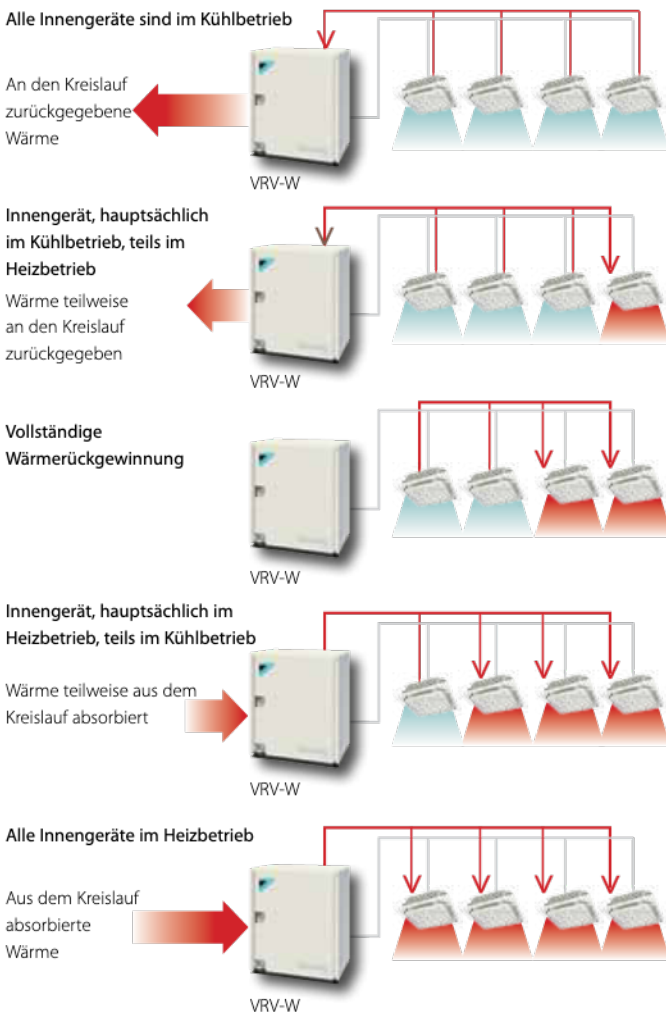 Alle Innengeräte sind im Kühlbetrieb
An den Kreislauf
zurückgegebene
Wärme
VRV-W
Innengerät, hauptsächlich
im Kühlbetrieb, teils im
Heizbetrieb
Wärme teilweise
an den Kreislauf
zurückgegeben
VRV-W
Vollständige
Wärmerückgewinnung
VRV-W
Innengerät, hauptsächlich im
Heizbetrieb, teils im Kühlbetrieb
Wärme teilweise aus dem
Kreislauf absorbiert
VRV-W
Alle Innengeräte im Heizbetrieb
Aus dem Kreislauf
absorbierte
Wärme
VRV-W